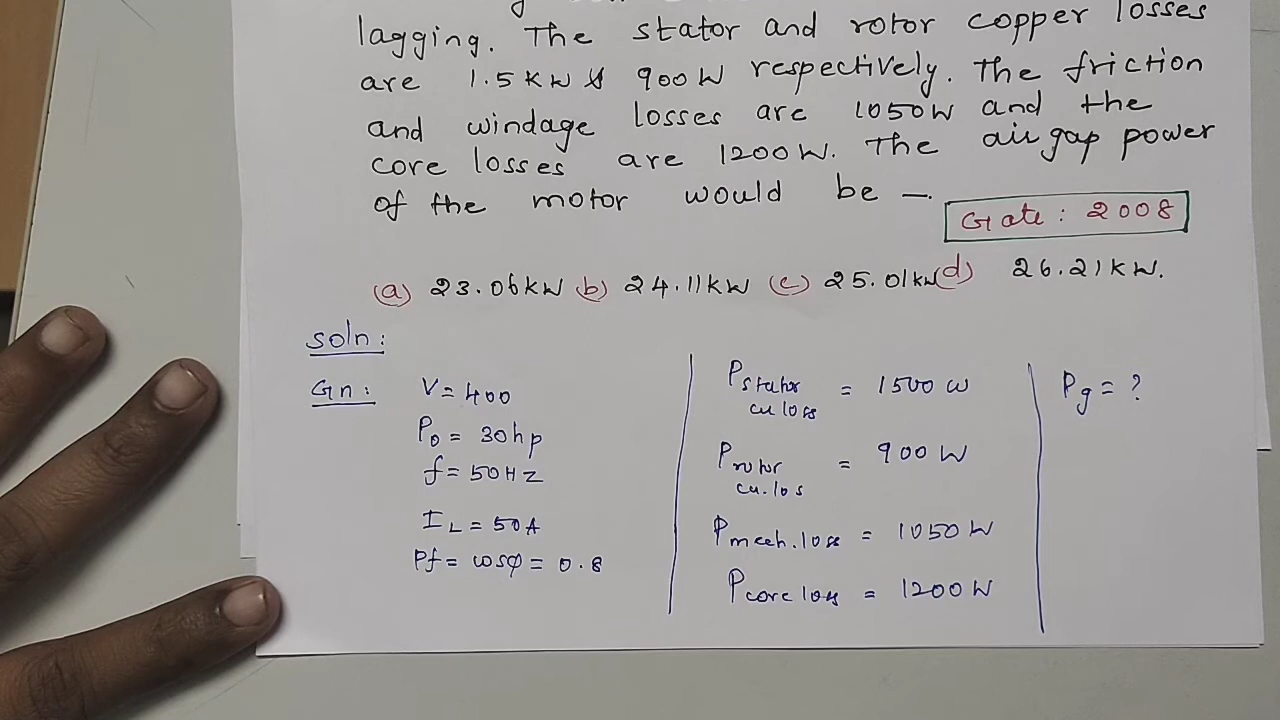 lagging. The stator and rotor copper losses
are 1.5KW & 900W respectively. The friction
and windage losses are 1050W and the
core losses are 1200W. The airgap power
of the motor would be —.
Gate: 2008
(a) 23.06KW (b) 24.11KW (c) 25.01KW (d) 26.21KW.
Soln:
Gn: V=400
P0 = 30hp
f=50HZ
IL=50A
Pf= cosφ= 0.8
Pstator cu loss = 1500 W
Protor cu.los = 900 W
Pmech.loss = 1050 W
Pcore loss = 1200 W
Pg = ?